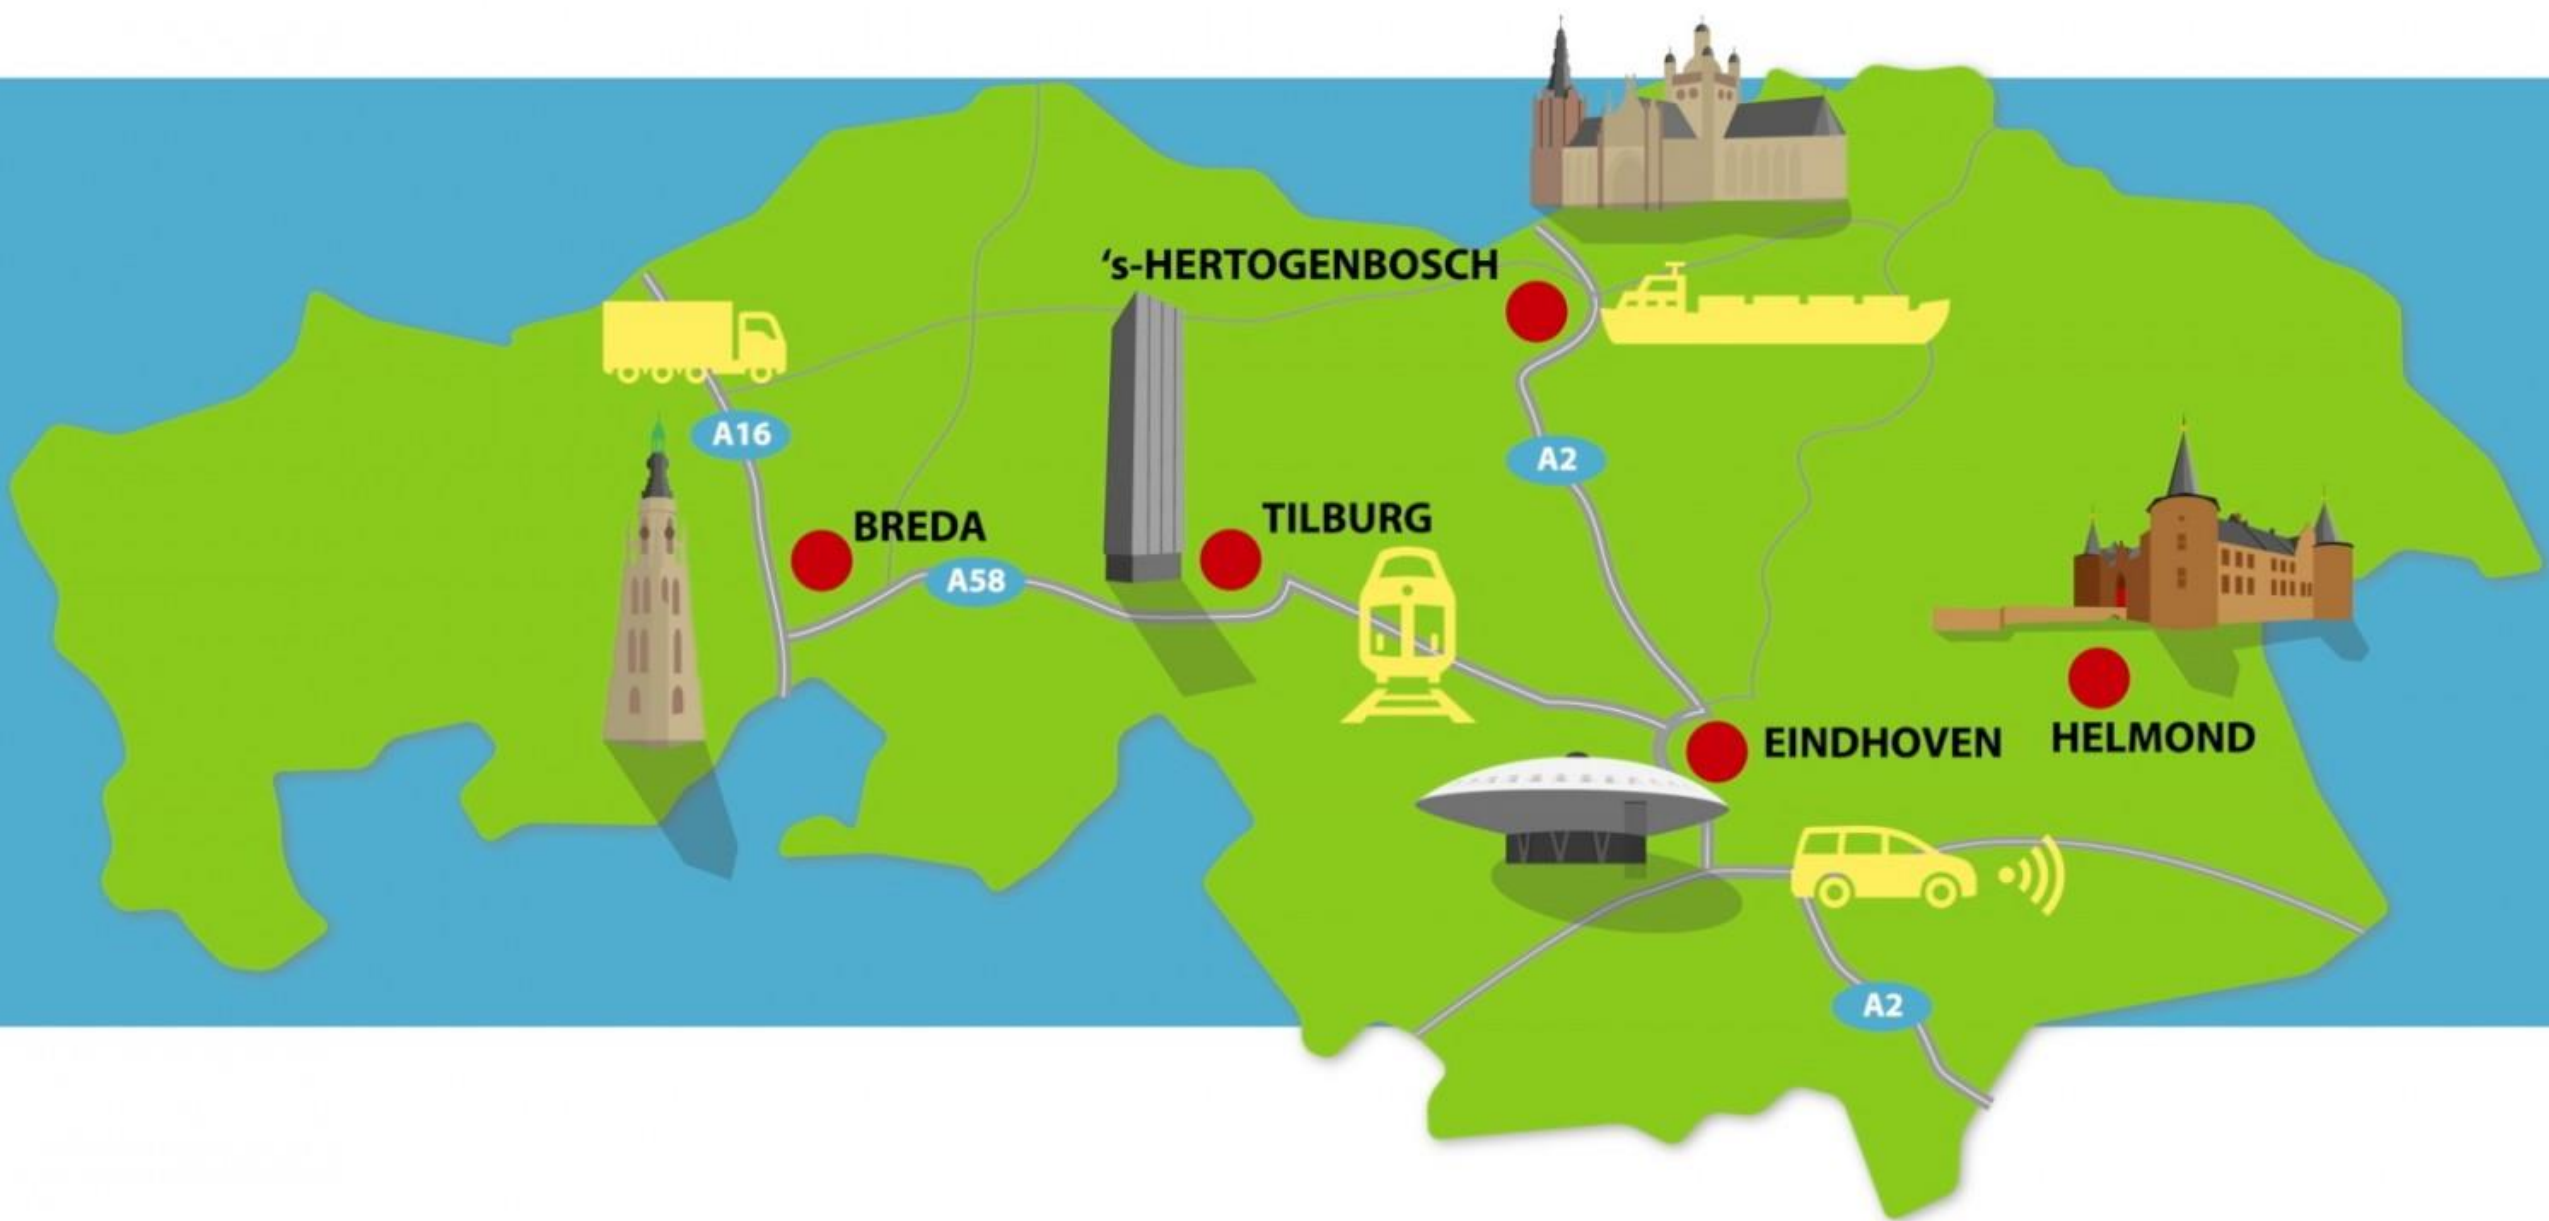 ‘s-HERTOGENBOSCH
A16
A2
BREDA
TILBURG
A58
EINDHOVEN
HELMOND
A2